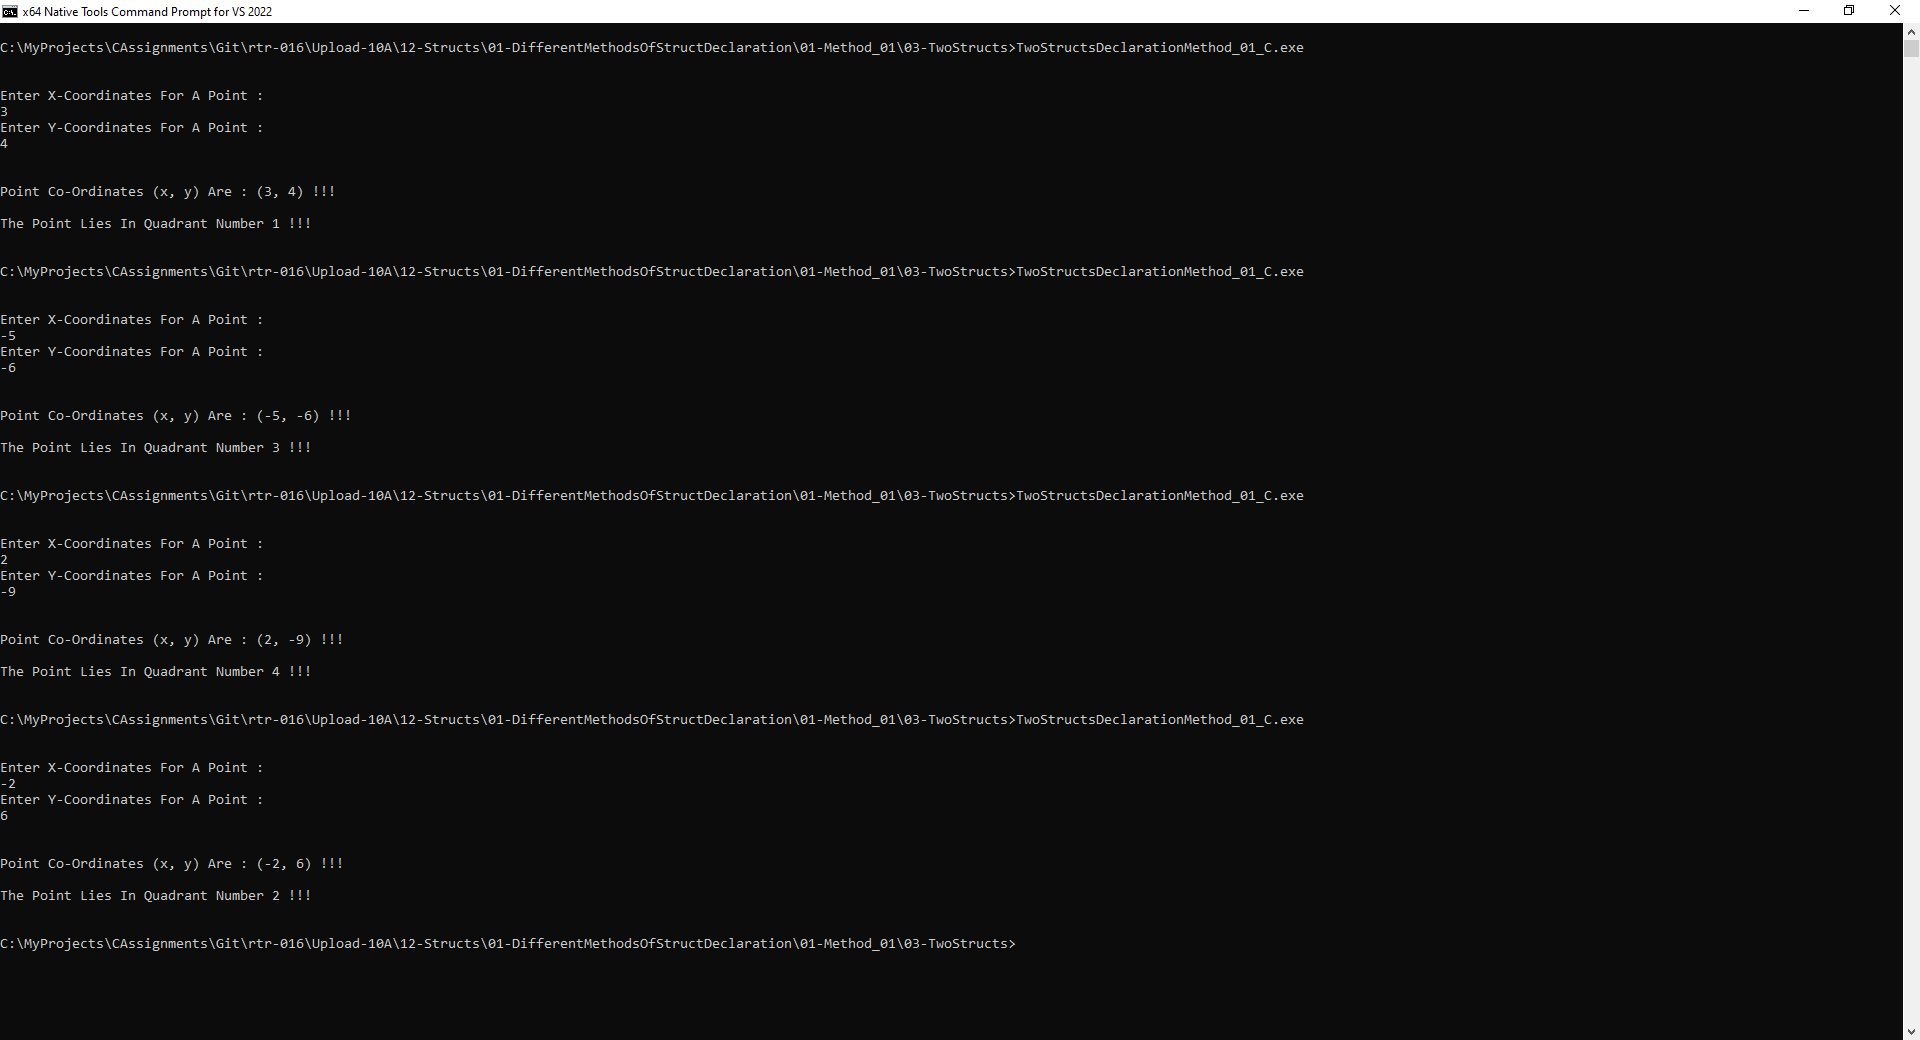 x64 Native Tools Command Prompt for VS 2022
C:\MyProjects\CAssignments\Git\rtr-016\Upload-10A\12-Structs\01-DifferentMethodsOfStructDeclaration\01-Method_01\03-TwoStructs>TwoStructsDeclarationMethod_01_C.exe
Enter X-Coordinates For A Point :
3
Enter Y-Coordinates For A Point :
4
Point Co-Ordinates (x, y) Are : (3, 4) !!!
The Point Lies In Quadrant Number 1 !!!
C:\MyProjects\CAssignments\Git\rtr-016\Upload-10A\12-Structs\01-DifferentMethodsOfStructDeclaration\01-Method_01\03-TwoStructs>TwoStructsDeclarationMethod_01_C.exe
Enter X-Coordinates For A Point :
-5
Enter Y-Coordinates For A Point :
-6
Point Co-Ordinates (x, y) Are : (-5, -6) !!!
The Point Lies In Quadrant Number 3 !!!
C:\MyProjects\CAssignments\Git\rtr-016\Upload-10A\12-Structs\01-DifferentMethodsOfStructDeclaration\01-Method_01\03-TwoStructs>TwoStructsDeclarationMethod_01_C.exe
Enter X-Coordinates For A Point :
2
Enter Y-Coordinates For A Point :
-9
Point Co-Ordinates (x, y) Are : (2, -9) !!!
The Point Lies In Quadrant Number 4 !!!
C:\MyProjects\CAssignments\Git\rtr-016\Upload-10A\12-Structs\01-DifferentMethodsOfStructDeclaration\01-Method_01\03-TwoStructs>TwoStructsDeclarationMethod_01_C.exe
Enter X-Coordinates For A Point :
-2
Enter Y-Coordinates For A Point :
6
Point Co-Ordinates (x, y) Are : (-2, 6) !!!
The Point Lies In Quadrant Number 2 !!!
C:\MyProjects\CAssignments\Git\rtr-016\Upload-10A\12-Structs\01-DifferentMethodsOfStructDeclaration\01-Method_01\03-TwoStructs>